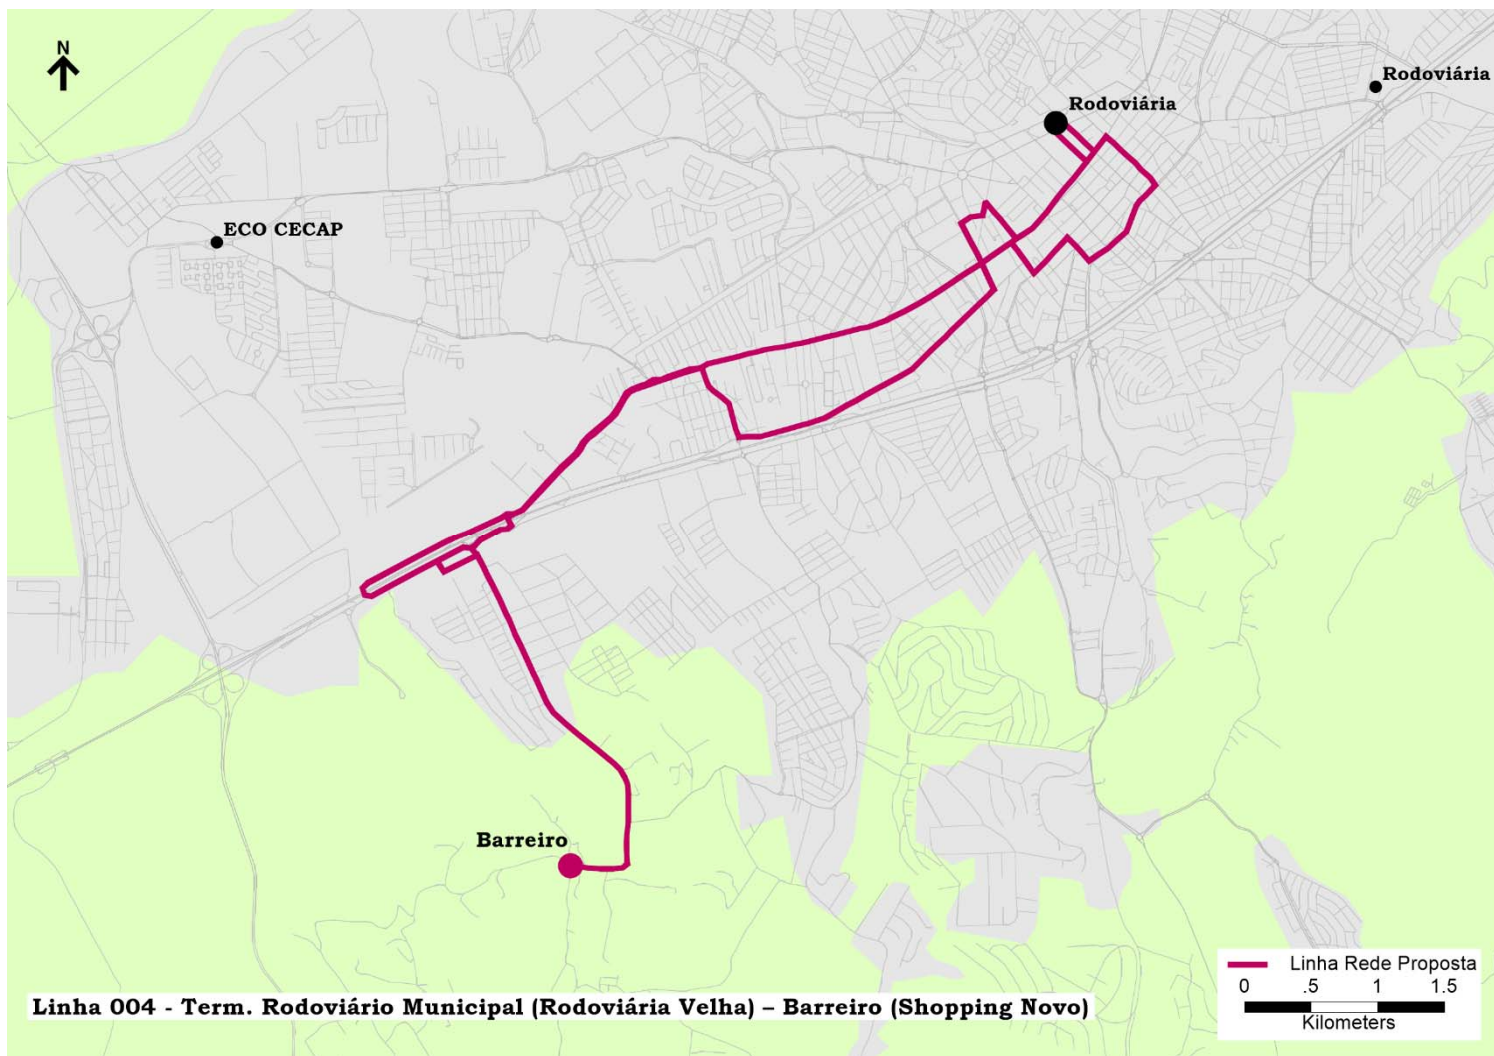 N
Rodoviária
Rodoviária
ECO CECAP
Barreiro
Linha Rede Proposta
0 .5 1 1.5
Kilometers
Linha 004 - Term. Rodoviário Municipal (Rodoviária Velha) – Barreiro (Shopping Novo)